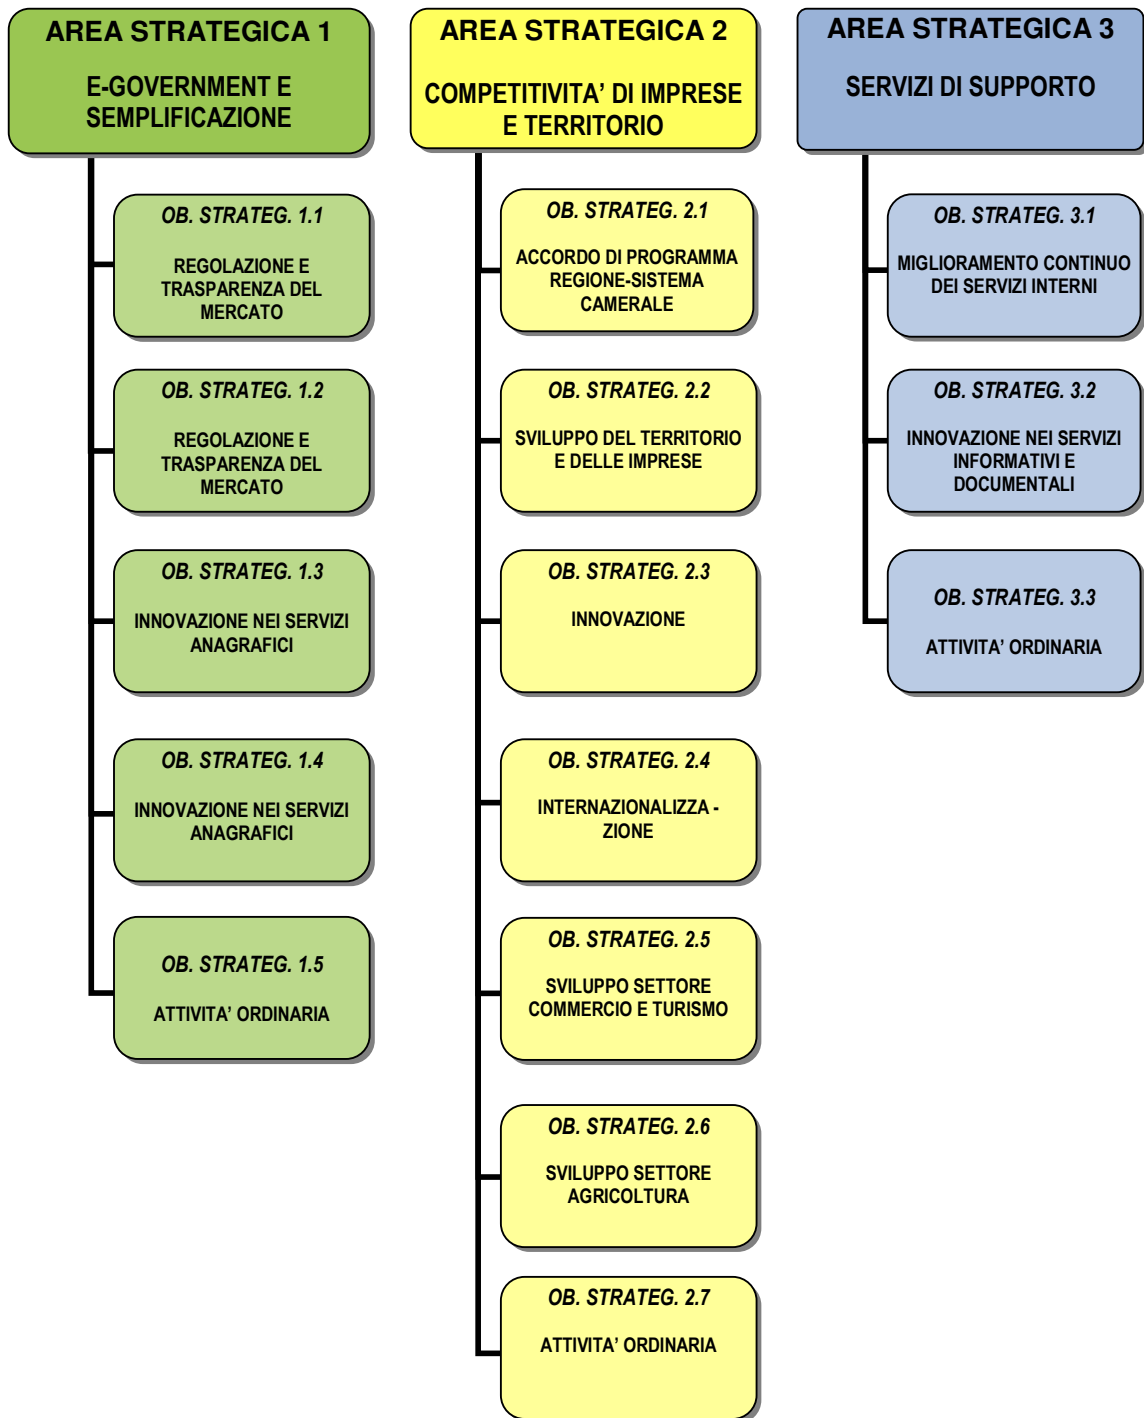 AREA STRATEGICA 1
E-GOVERNMENT E
SEMPLIFICAZIONE
OB. STRATEG. 1.1
REGOLAZIONE E
TRASPARENZA DEL
MERCATO
OB. STRATEG. 1.2
REGOLAZIONE E
TRASPARENZA DEL
MERCATO
OB. STRATEG. 1.3
INNOVAZIONE NEI SERVIZI
ANAGRAFICI
OB. STRATEG. 1.4
INNOVAZIONE NEI SERVIZI
ANAGRAFICI
OB. STRATEG. 1.5
ATTIVITA’ ORDINARIA
AREA STRATEGICA 2
COMPETITIVITA’ DI IMPRESE
E TERRITORIO
OB. STRATEG. 2.1
ACCORDO DI PROGRAMMA
REGIONE-SISTEMA
CAMERALE
OB. STRATEG. 2.2
SVILUPPO DEL TERRITORIO
E DELLE IMPRESE
OB. STRATEG. 2.3
INNOVAZIONE
OB. STRATEG. 2.4
INTERNAZIONALIZZA -
ZIONE
OB. STRATEG. 2.5
SVILUPPO SETTORE
COMMERCIO E TURISMO
OB. STRATEG. 2.6
SVILUPPO SETTORE
AGRICOLTURA
OB. STRATEG. 2.7
ATTIVITA’ ORDINARIA
AREA STRATEGICA 3
SERVIZI DI SUPPORTO
OB. STRATEG. 3.1
MIGLIORAMENTO CONTINUO
DEI SERVIZI INTERNI
OB. STRATEG. 3.2
INNOVAZIONE NEI SERVIZI
INFORMATIVI E
DOCUMENTALI
OB. STRATEG. 3.3
ATTIVITA’ ORDINARIA